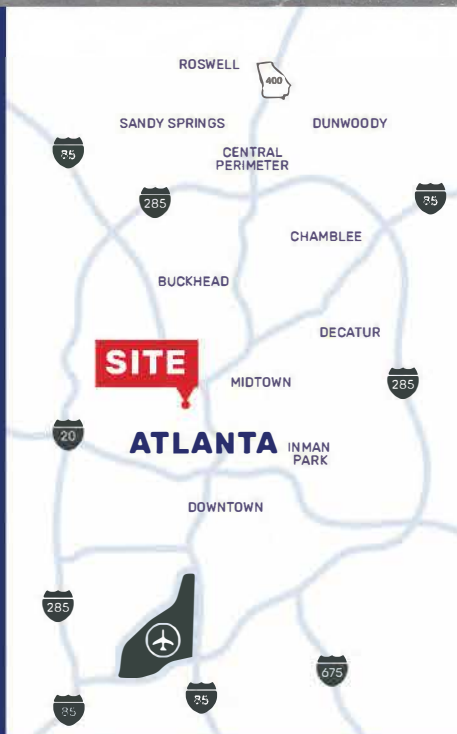 ROSWELL
400
SANDY SPRINGS
DUNWOODY
CENTRAL
PERIMETER
85
285
85
CHAMBLEE
BUCKHEAD
DECATUR
SITE
MIDTOWN
285
20
ATLANTA
INMAN
PARK
DOWNTOWN
285
675
85
85